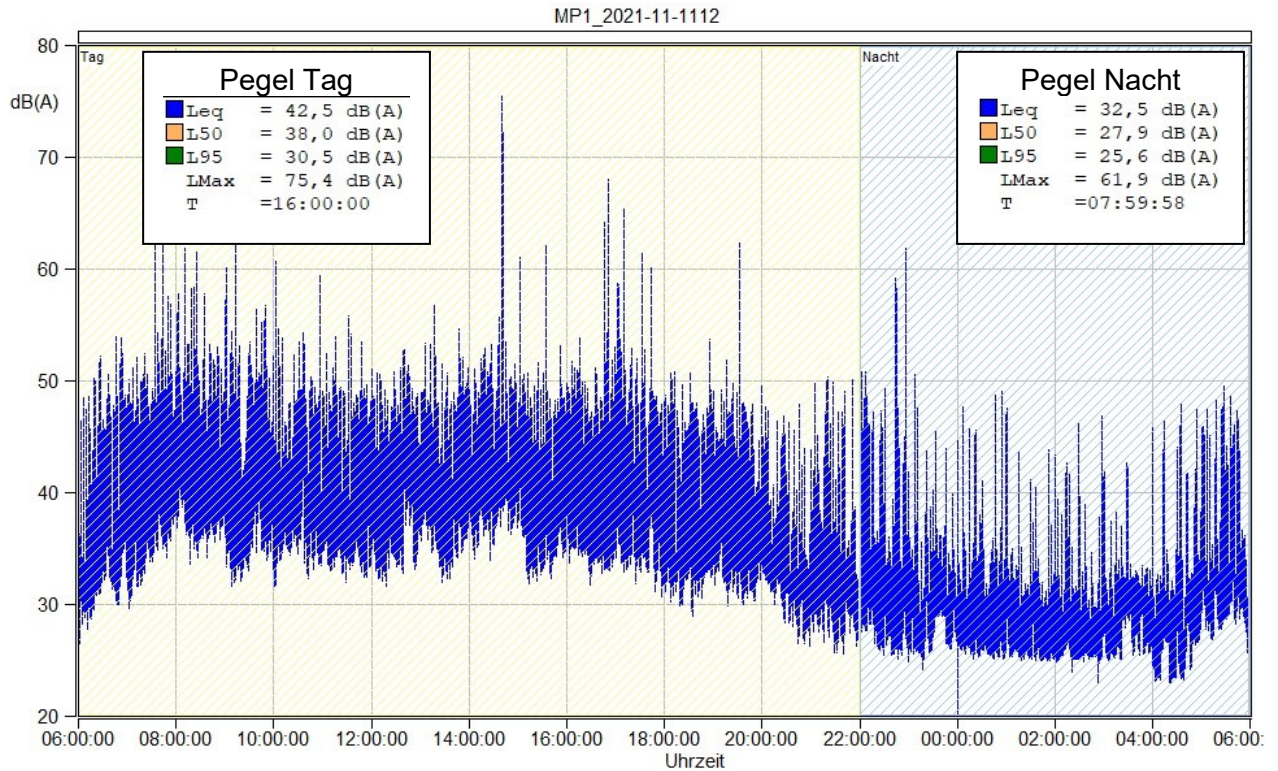 MP1_2021-11-1112
80
Tag
Nacht
Pegel Tag
Leq = 42,5 dB(A)
L50 = 38,0 dB(A)
L95 = 30,5 dB(A)
LMax = 75,4 dB(A)
T =16:00:00
Pegel Nacht
Leq = 32,5 dB(A)
L50 = 27,9 dB(A)
L95 = 25,6 dB(A)
LMax = 61,9 dB(A)
T =07:59:58
dB(A)
70
60
50
40
30
20
06:00:00 08:00:00 10:00:00 12:00:00 14:00:00 16:00:00 18:00:00 20:00:00 22:00:00 00:00:00 02:00:00 04:00:00 06:00:
Uhrzeit